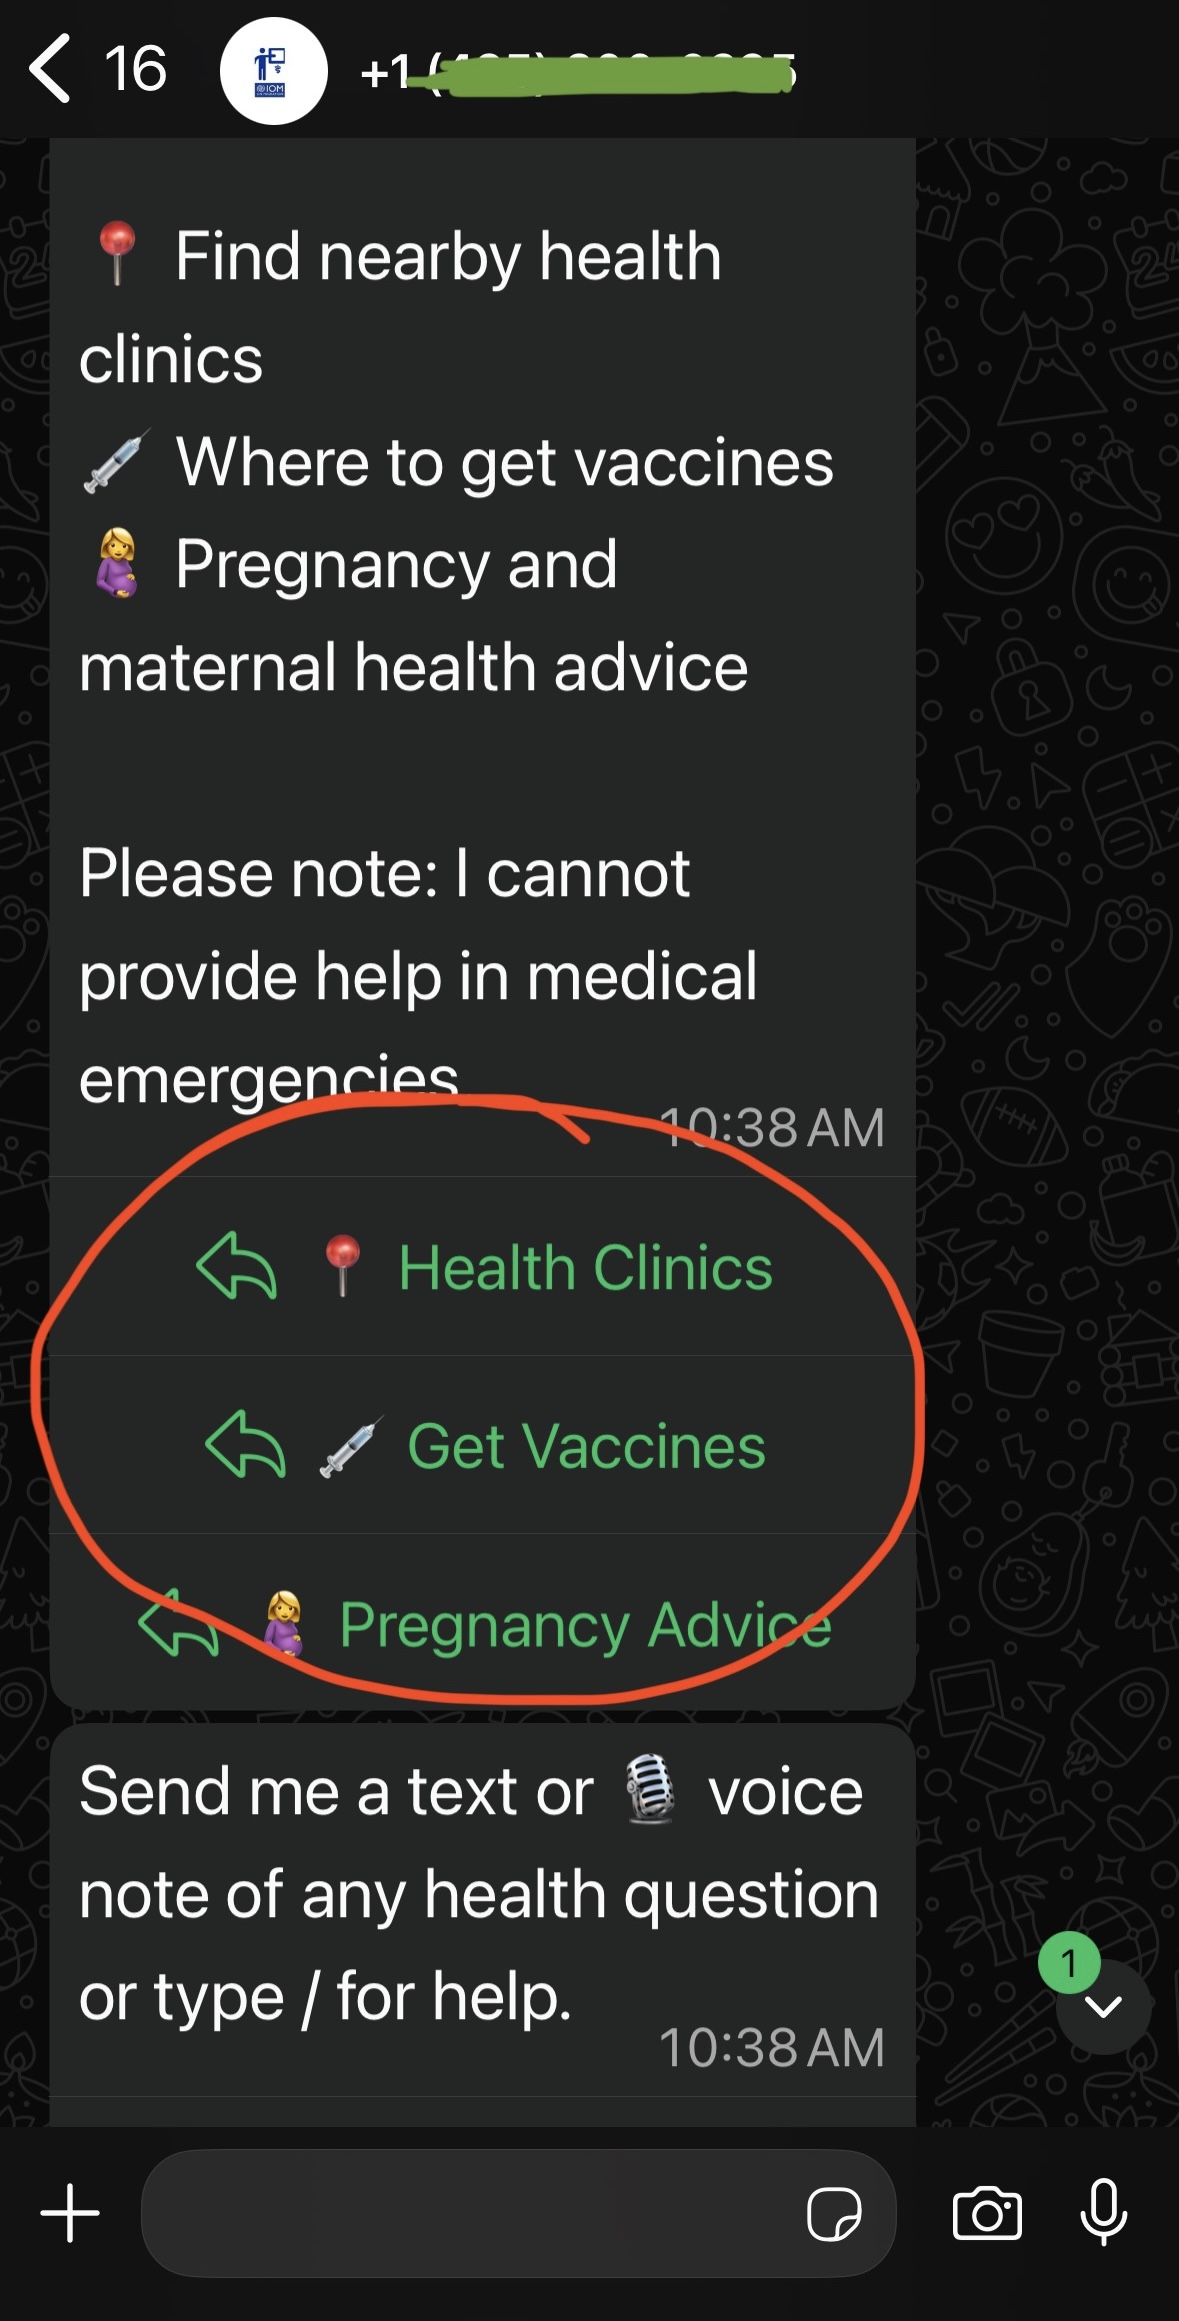 16
+1 (
IOM
📍 Find nearby health
clinics
💉 Where to get vaccines
🤰 Pregnancy and
maternal health advice
Please note: I cannot
provide help in medical
emergencies
10:38 AM
📍 Health Clinics
💉 Get Vaccines
🤰 Pregnancy Advice
Send me a text or 🎙️ voice
note of any health question
or type / for help.
10:38 AM
1